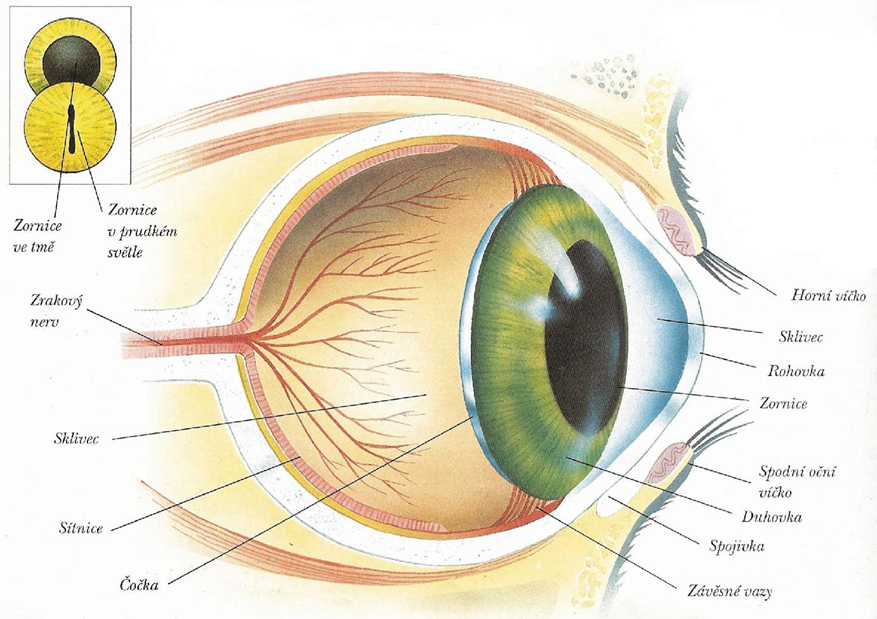 Zornice
ve tmě
Zornice
v prudkém
světle
Zrakový
nerv
Sklivec
Sítnice
Čočka
Horní víčko
Sklivec
Rohovka
Zornice
Spodní oční
víčko
Duhovka
Spojivka
Závěsné vazy